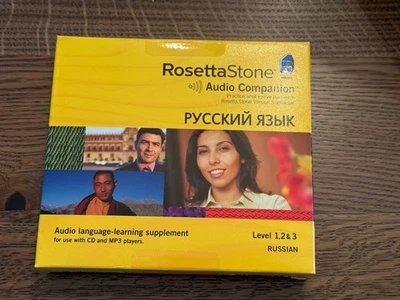 RosettaStone
Audio Companion™
РУССКИЙ ЯЗЫК
Audio language-learning supplement
for use with CD and MP3 players.
Level 1, 2 & 3
RUSSIAN